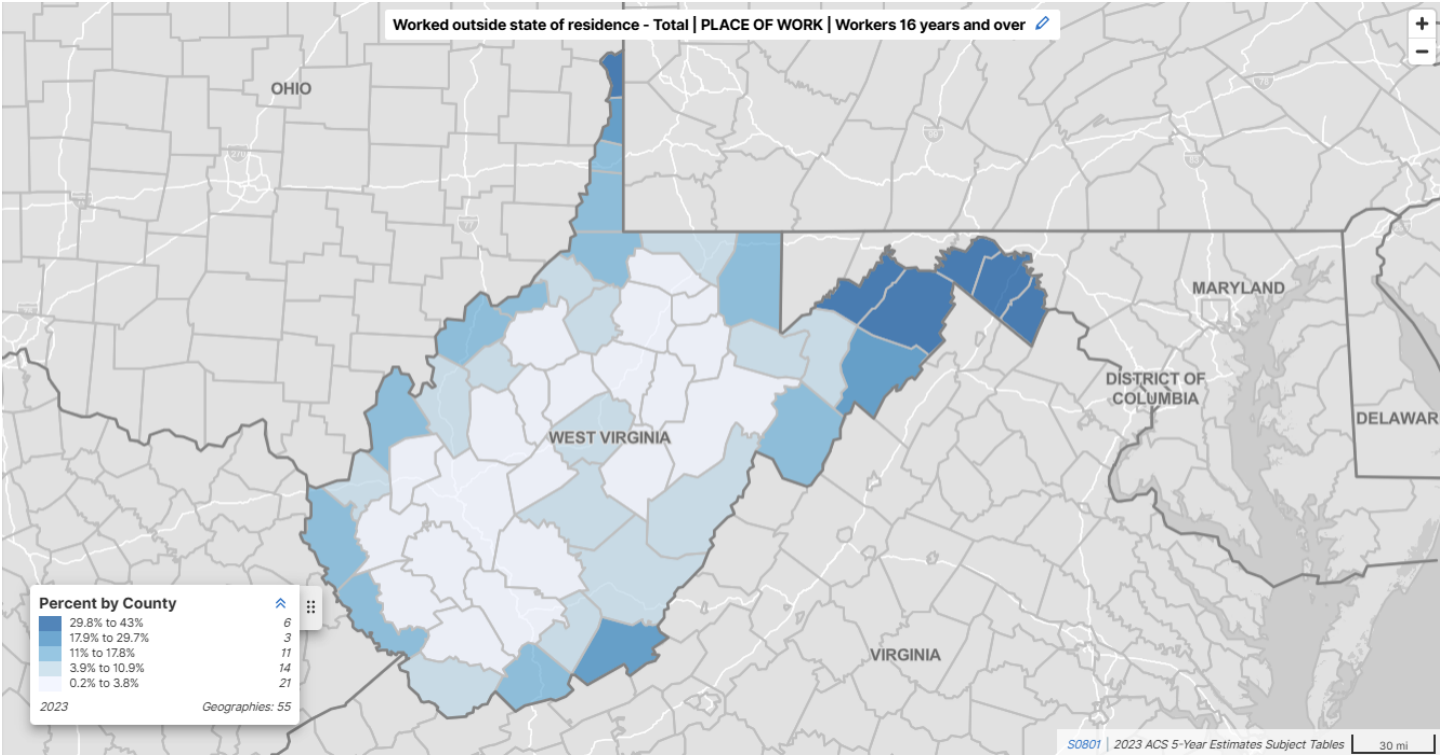 Worked outside state of residence - Total | PLACE OF WORK | Workers 16 years and over
+
−
OHIO
MARYLAND
DISTRICT OF
COLUMBIA
DELAWAR
WEST VIRGINIA
VIRGINIA
Percent by County
29.8% to 43% 6
17.9% to 29.7% 3
11% to 17.8% 11
3.9% to 10.9% 14
0.2% to 3.8% 21
2023 Geographies: 55
S0801 | 2023 ACS 5-Year Estimates Subject Tables
30 mi